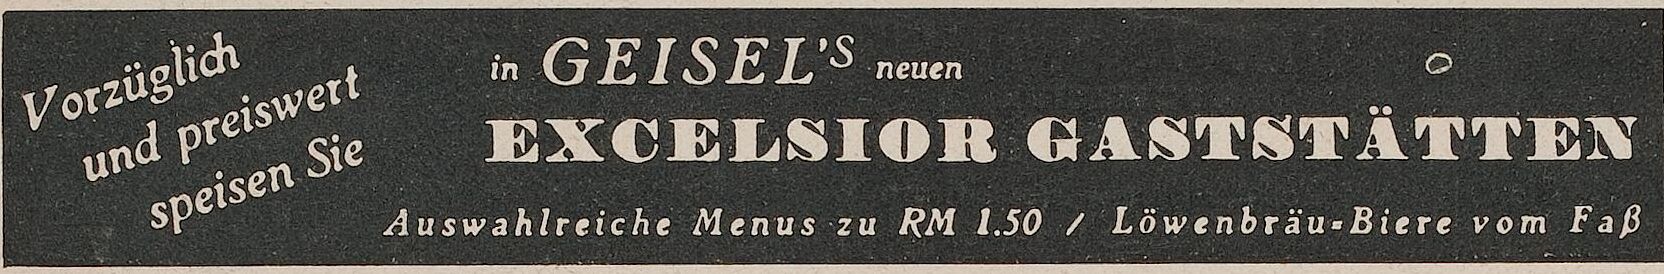 Vorzüglich
und preiswert
speisen Sie
in GEISEL'S neuen
EXCELSIOR GASTSTÄTTEN
Auswahlreiche Menus zu RM 1.50 / Löwenbräu=Biere vom Faß